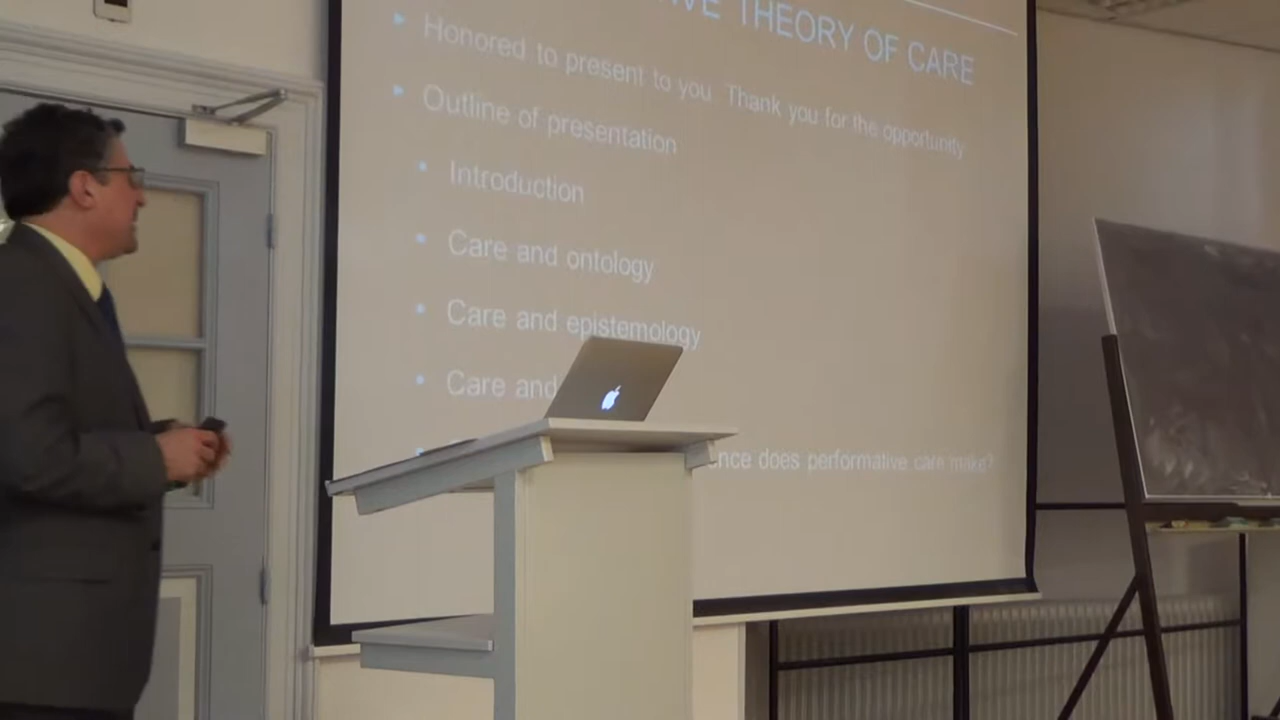 VE THEORY OF CARE
Honored to present to you. Thank you for the opportunity
Outline of presentation
Introduction
Care and ontology
Care and epistemology
Care and
nce does performative care make?